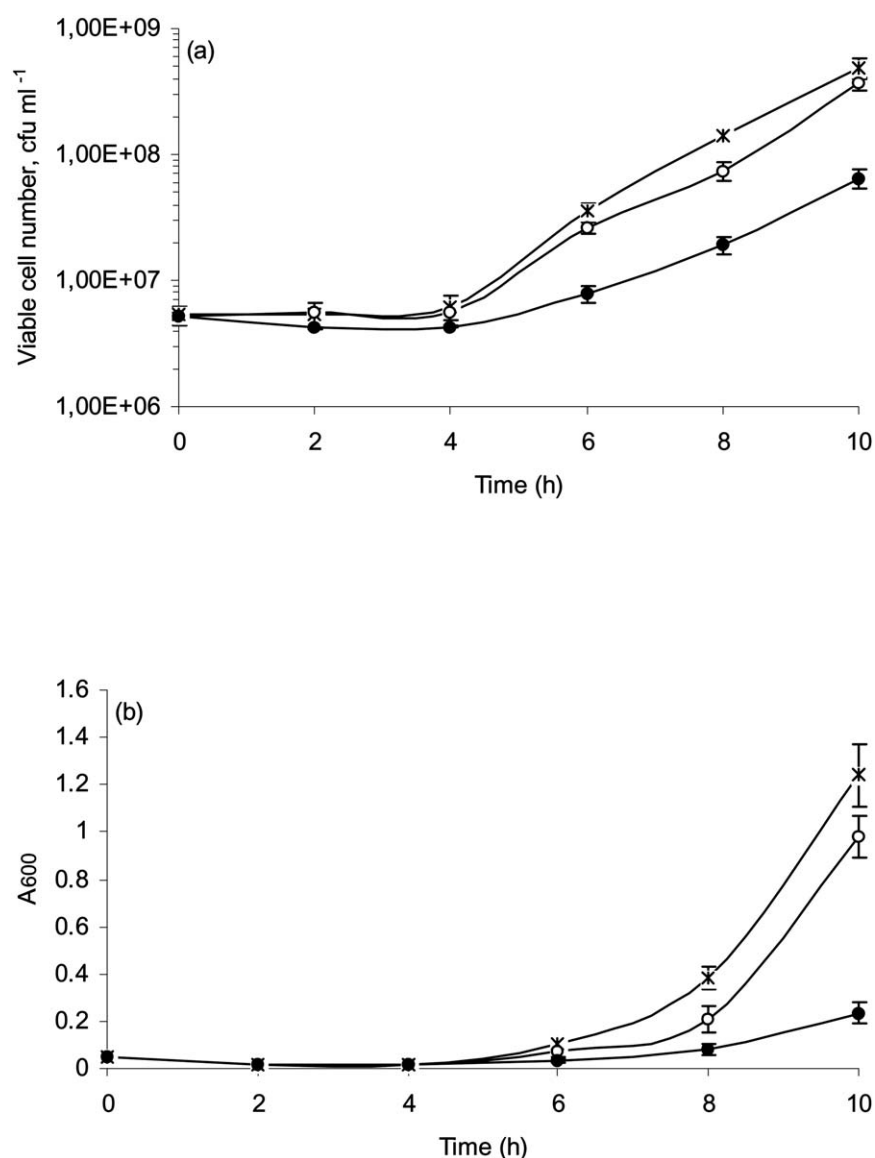 (a)
Viable cell number, cfu ml -1
1,00E+09
1,00E+08
1,00E+07
1,00E+06
0 2 4 6 8 10
Time (h)
(b)
A600
1.6
1.4
1.2
1
0.8
0.6
0.4
0.2
0
0 2 4 6 8 10
Time (h)